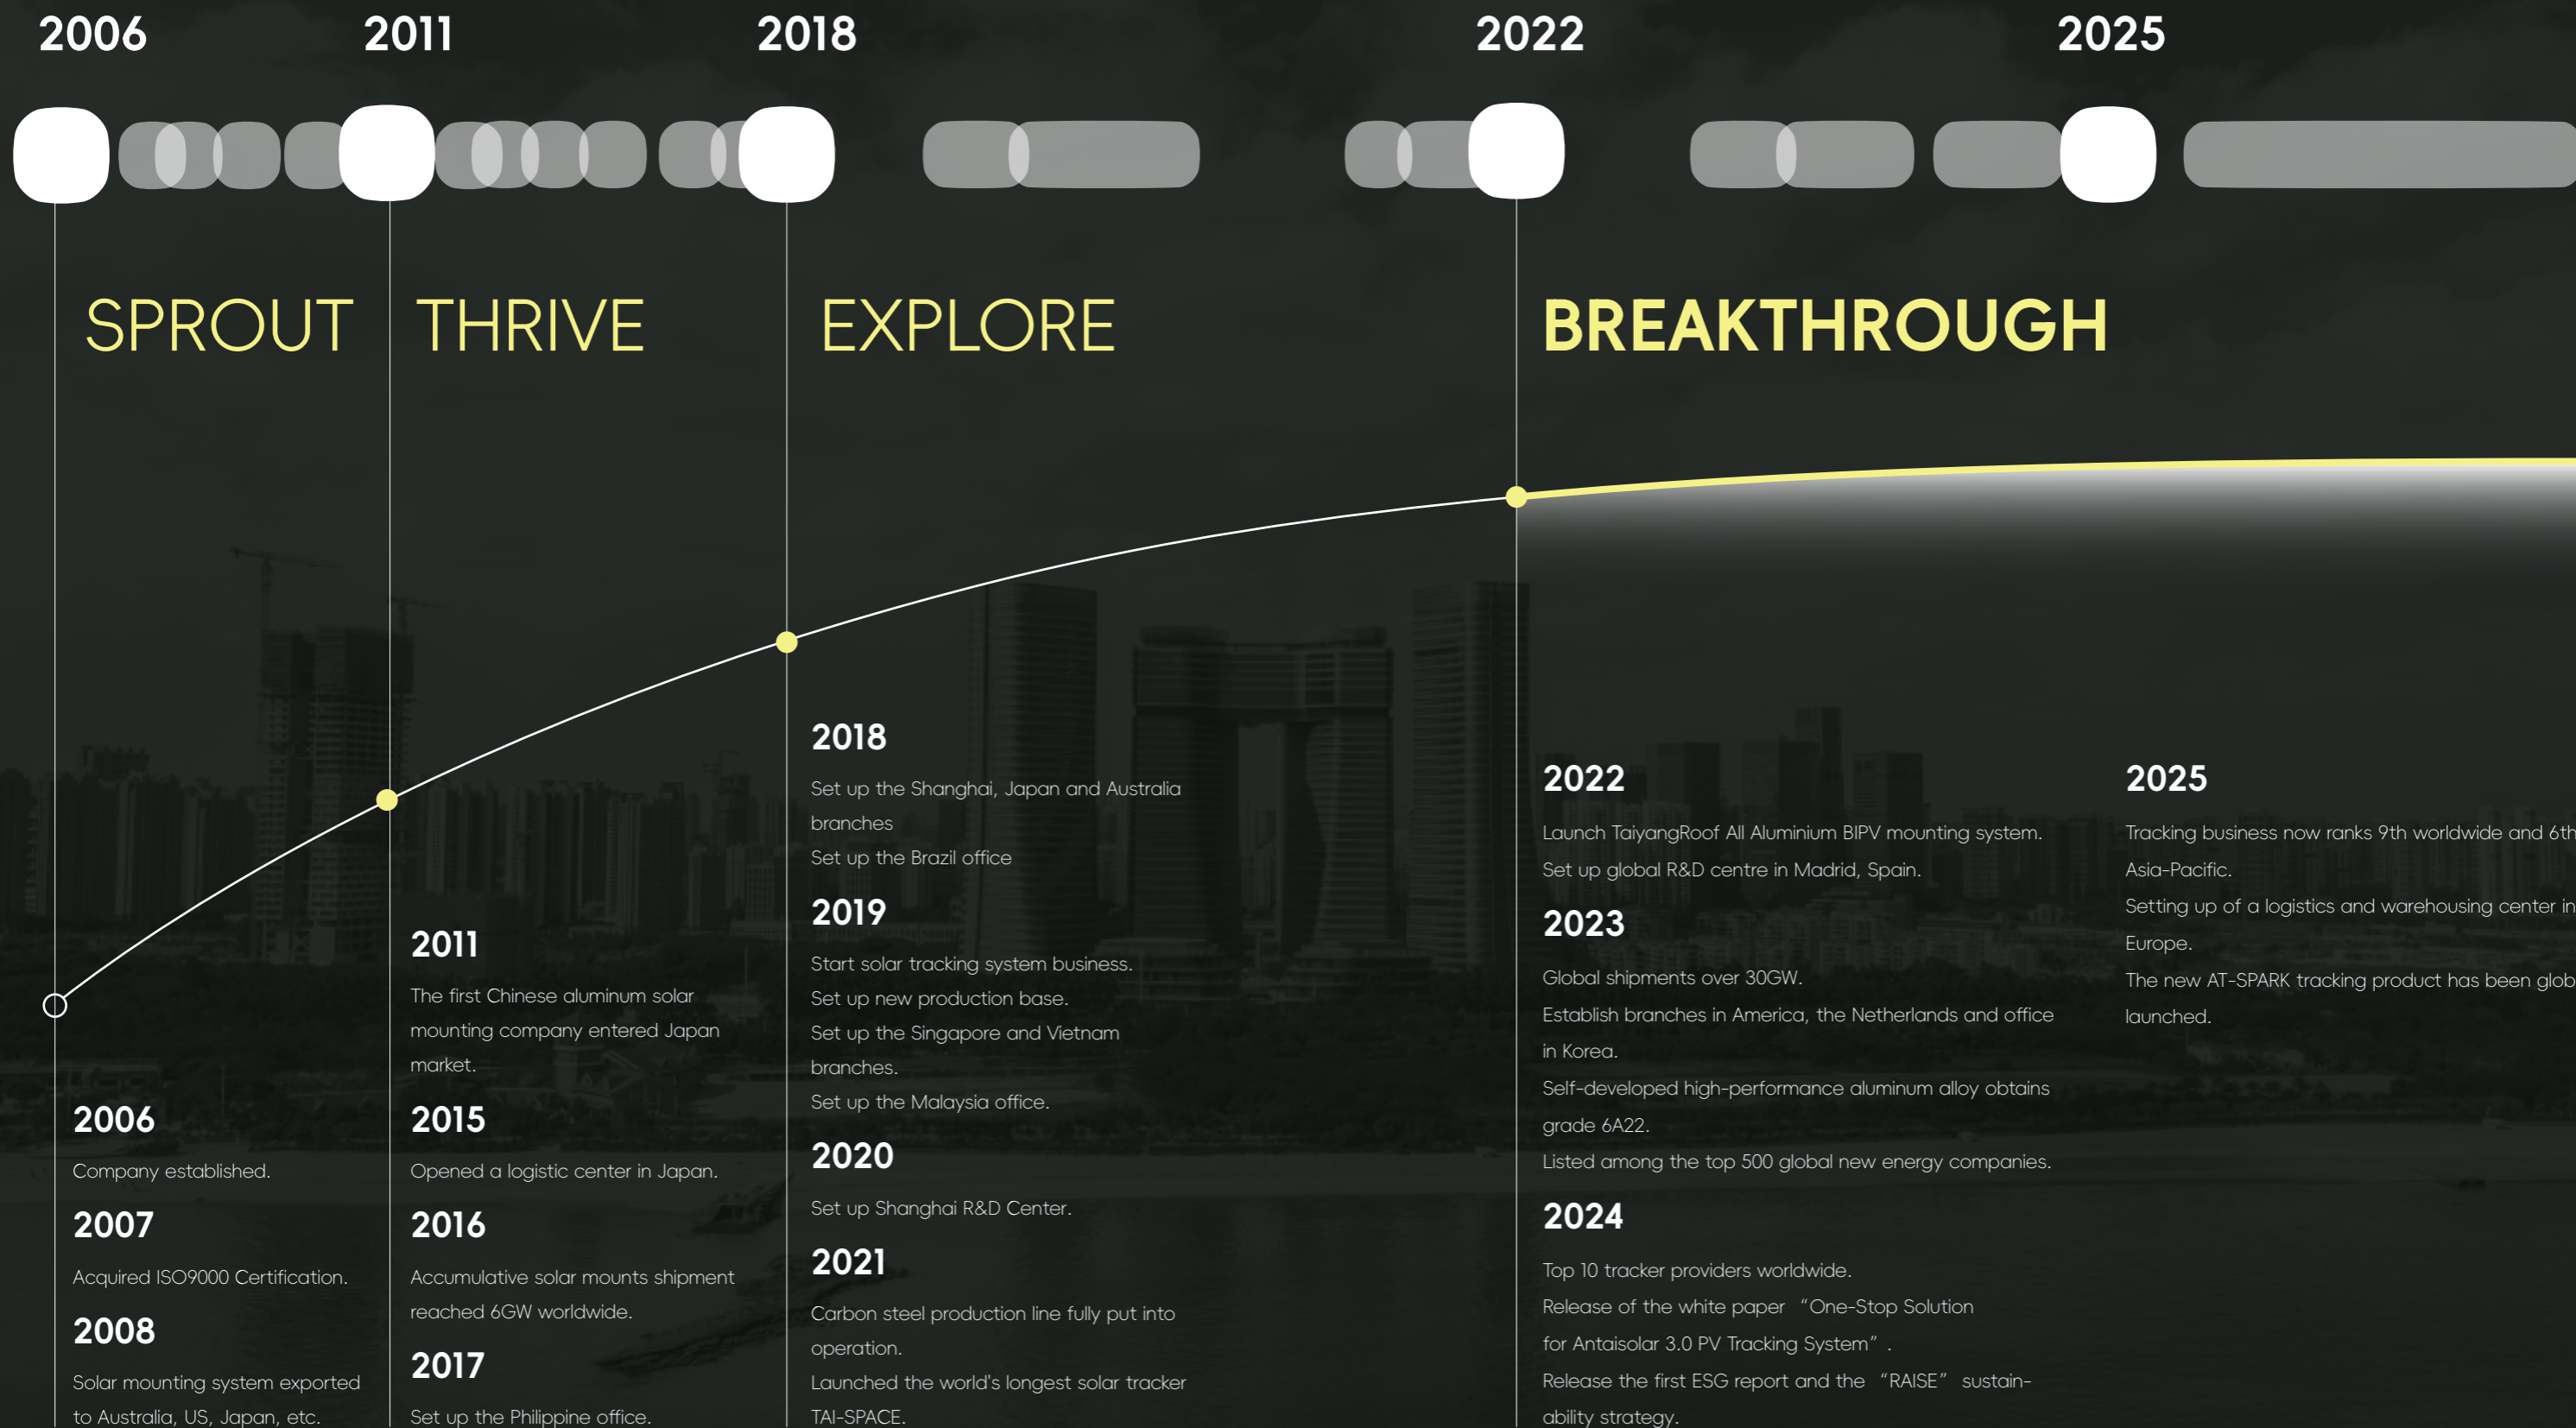 2006
2011
2018
2022
2025
SPROUT
THRIVE
EXPLORE
BREAKTHROUGH
2006
Company established.
2007
Acquired ISO9000 Certification.
2008
Solar mounting system exported
to Australia, US, Japan, etc.
2011
The first Chinese aluminum solar
mounting company entered Japan
market.
2015
Opened a logistic center in Japan.
2016
Accumulative solar mounts shipment
reached 6GW worldwide.
2017
Set up the Philippine office.
2018
Set up the Shanghai, Japan and Australia
branches
Set up the Brazil office
2019
Start solar tracking system business.
Set up new production base.
Set up the Singapore and Vietnam
branches.
Set up the Malaysia office.
2020
Set up Shanghai R&D Center.
2021
Carbon steel production line fully put into
operation.
Launched the world's longest solar tracker
TAI-SPACE.
2022
Launch TaiyangRoof All Aluminium BIPV mounting system.
Set up global R&D centre in Madrid, Spain.
2023
Global shipments over 30GW.
Establish branches in America, the Netherlands and office
in Korea.
Self-developed high-performance aluminum alloy obtains
grade 6A22.
Listed among the top 500 global new energy companies.
2024
Top 10 tracker providers worldwide.
Release of the white paper “One-Stop Solution
for Antaisolar 3.0 PV Tracking System” .
Release the first ESG report and the “RAISE” sustain-
ability strategy.
2025
Tracking business now ranks 9th worldwide and 6th
Asia-Pacific.
Setting up of a logistics and warehousing center in
Europe.
The new AT-SPARK tracking product has been glob
launched.